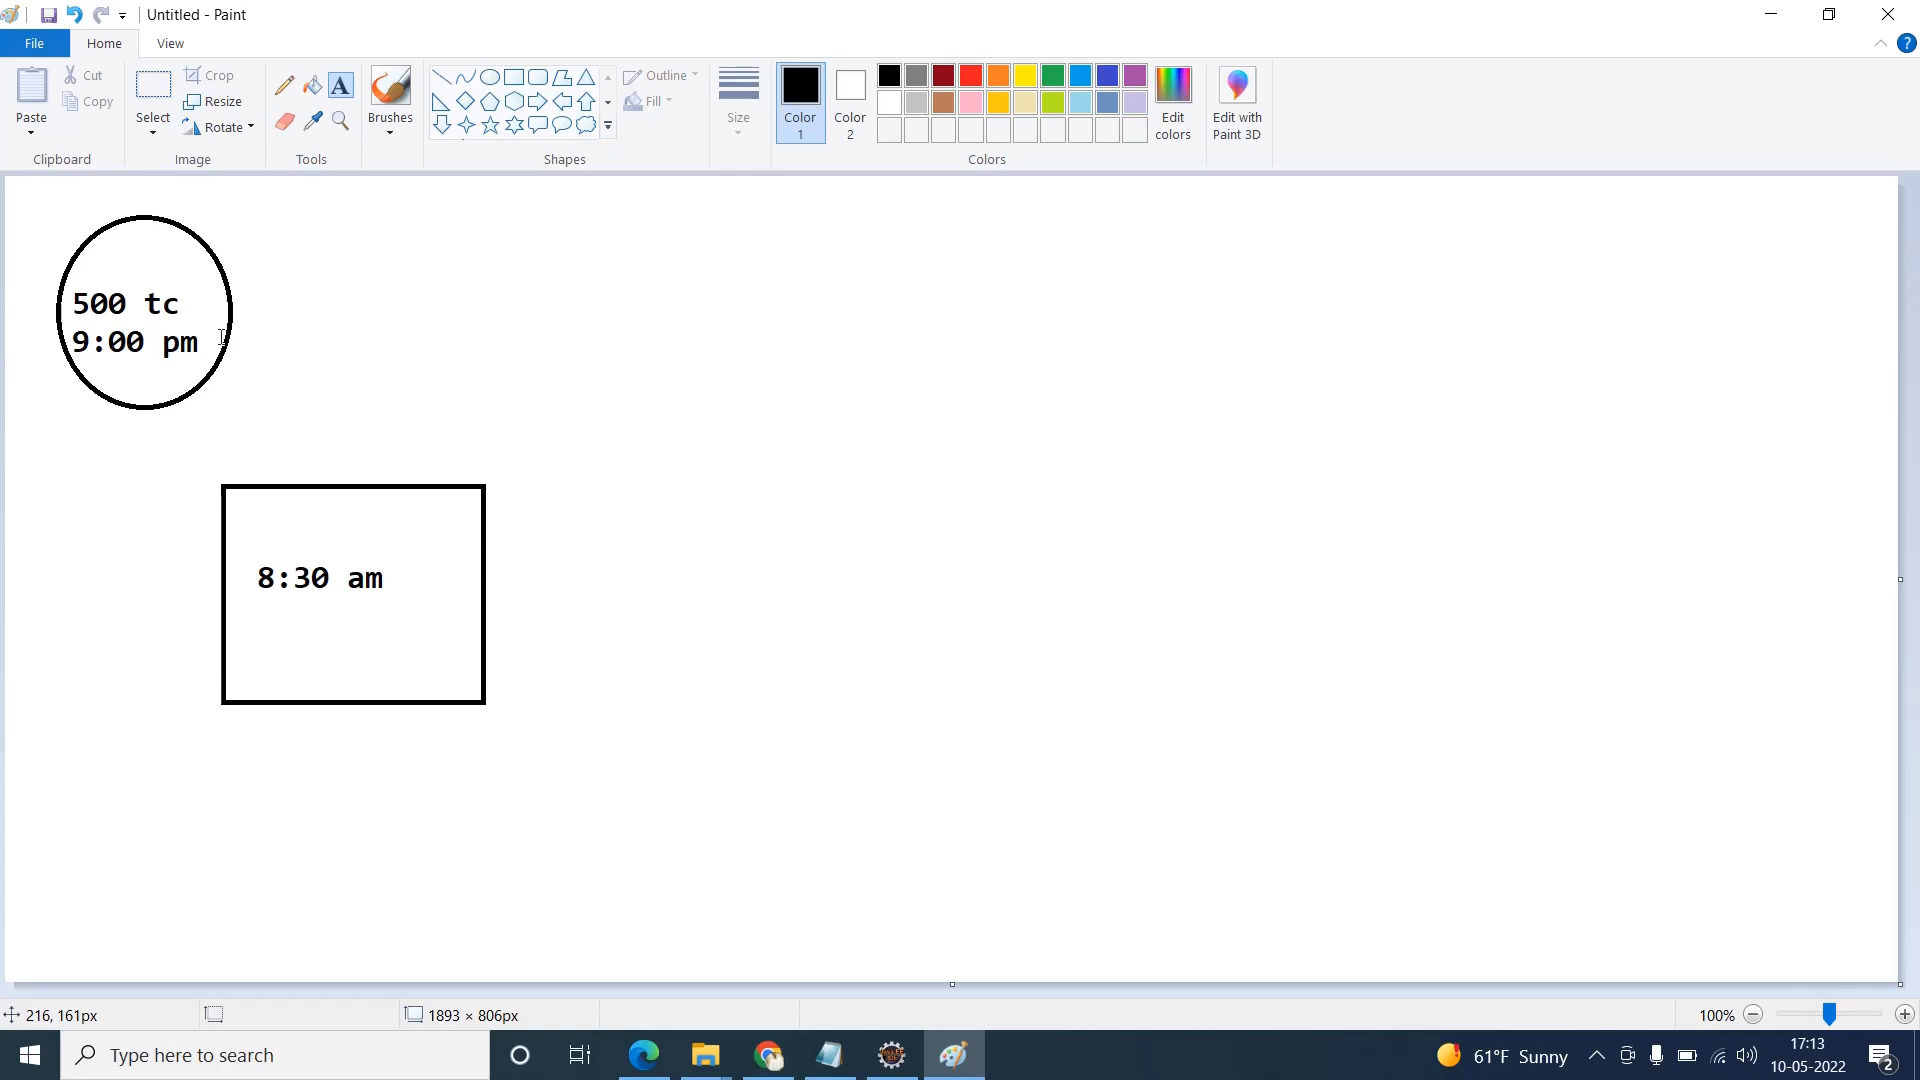 Untitled - Paint
File
Home
View
?
Paste
Cut
Copy
Clipboard
Select
Crop
Resize
Rotate
Image
A
Tools
Brushes
Shapes
Outline
Fill
Size
Color 1
Color 2
Colors
Edit colors
Edit with Paint 3D
500 tc
9:00 pm
8:30 am
216, 161px
1893 × 806px
100%
Type here to search
61°F Sunny
17:13
10-05-2022
2